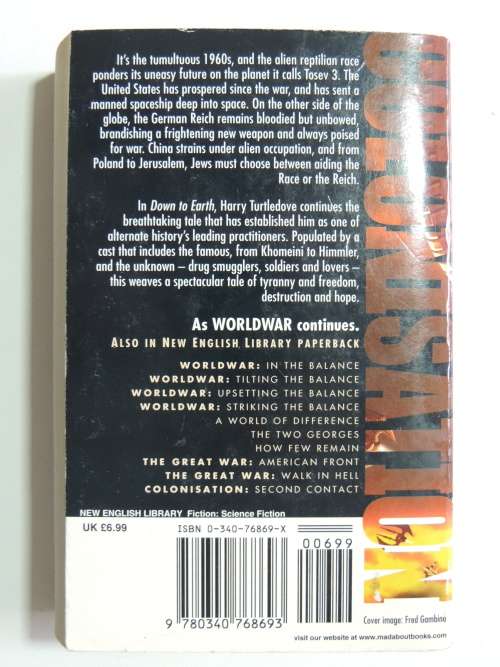 It's the tumultuous 1960s, and the alien reptilian race
ponders its uneasy future on the planet it calls Tosev 3. The
United States has prospered since the war, and has sent a
manned spaceship deep into space. On the other side of the
globe, the German Reich remains bloodied but unbowed,
brandishing a frightening new weapon and always poised
for war. China strains under alien occupation, and from
Poland to Jerusalem, Jews must choose between aiding the
Race or the Reich.
In Down to Earth, Harry Turtledove continues the
breathtaking tale that has established him as one of
alternate history's leading practitioners. Populated by a
cast that includes the famous, from Khomeini to Himmler,
and the unknown – drug smugglers, soldiers and lovers –
this weaves a spectacular tale of tyranny and freedom,
destruction and hope.
As WORLDWAR continues.
ALSO IN NEW ENGLISH LIBRARY PAPERBACK
WORLDWAR: IN THE BALANCE
WORLDWAR: TILTING THE BALANCE
WORLDWAR: UPSETTING THE BALANCE
WORLDWAR: STRIKING THE BALANCE
A WORLD OF DIFFERENCE
THE TWO GEORGES
HOW FEW REMAIN
THE GREAT WAR: AMERICAN FRONT
THE GREAT WAR: WALK IN HELL
COLONISATION: SECOND CONTACT
COLONISATION
NEW ENGLISH LIBRARY Fiction: Science Fiction
UK £6.99
ISBN 0-340-76869-X
00699
9 780340 768693
Cover image: Fred Gambino
visit our website at www.madaboutbooks.com